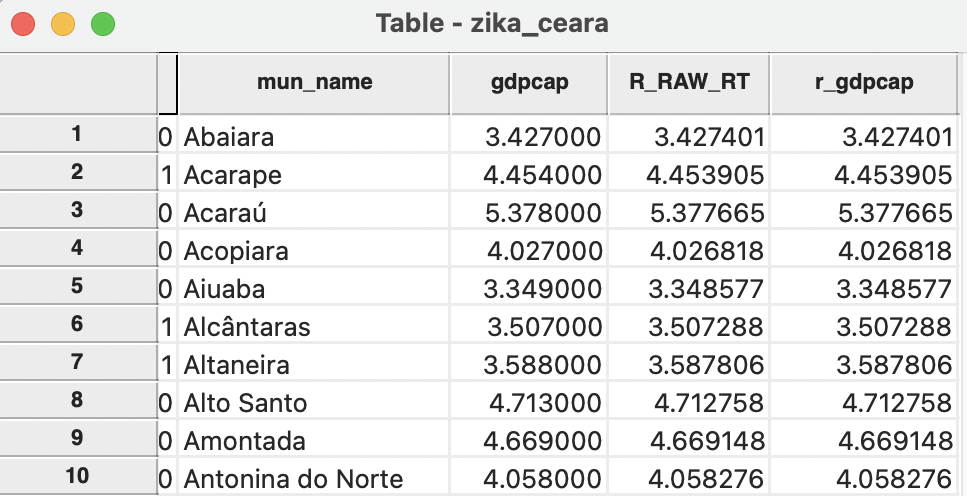 Table - zika_ceara
mun_name gdpcap R_RAW_RT r_gdpcap
1 0 Abaiara 3.427000 3.427401 3.427401
2 1 Acarape 4.454000 4.453905 4.453905
3 0 Acaraú 5.378000 5.377665 5.377665
4 0 Acopiara 4.027000 4.026818 4.026818
5 0 Aiuaba 3.349000 3.348577 3.348577
6 1 Alcântaras 3.507000 3.507288 3.507288
7 1 Altaneira 3.588000 3.587806 3.587806
8 0 Alto Santo 4.713000 4.712758 4.712758
9 0 Amontada 4.669000 4.669148 4.669148
10 0 Antonina do Norte 4.058000 4.058276 4.058276